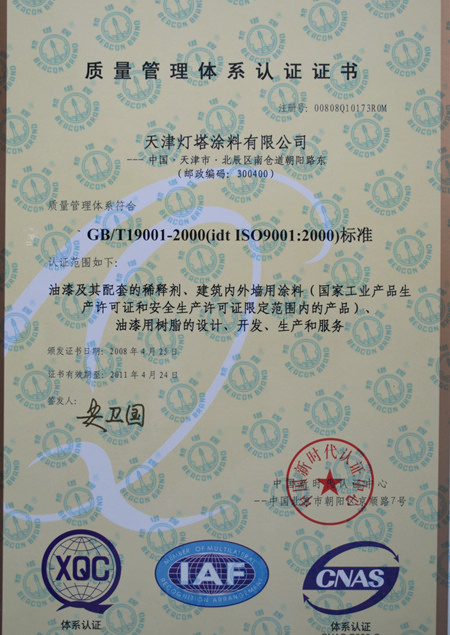 质量管理体系认证证书
注册号: 00808Q10173R0M
天津灯塔涂料有限公司
---中国·天津市·北辰区南仓道朝阳路东
(邮政编码: 300400)
质量管理体系符合
GB/T19001-2000(idt ISO9001:2000)标准
认证范围如下:
油漆及其配套的稀释剂、建筑内外墙用涂料(国家工业产品生
产许可证和安全生产许可证限定范围内的产品)、
油漆用树脂的设计、开发、生产和服务
颁发证书日期: 2008年4月25日
证书有效期至: 2011年4月24日
签发人:
XQC
体系认证
MEMBER OF MULTILATERAL
IAF
RECOGNITION ARRANGEMENT
CNAS
体系认证